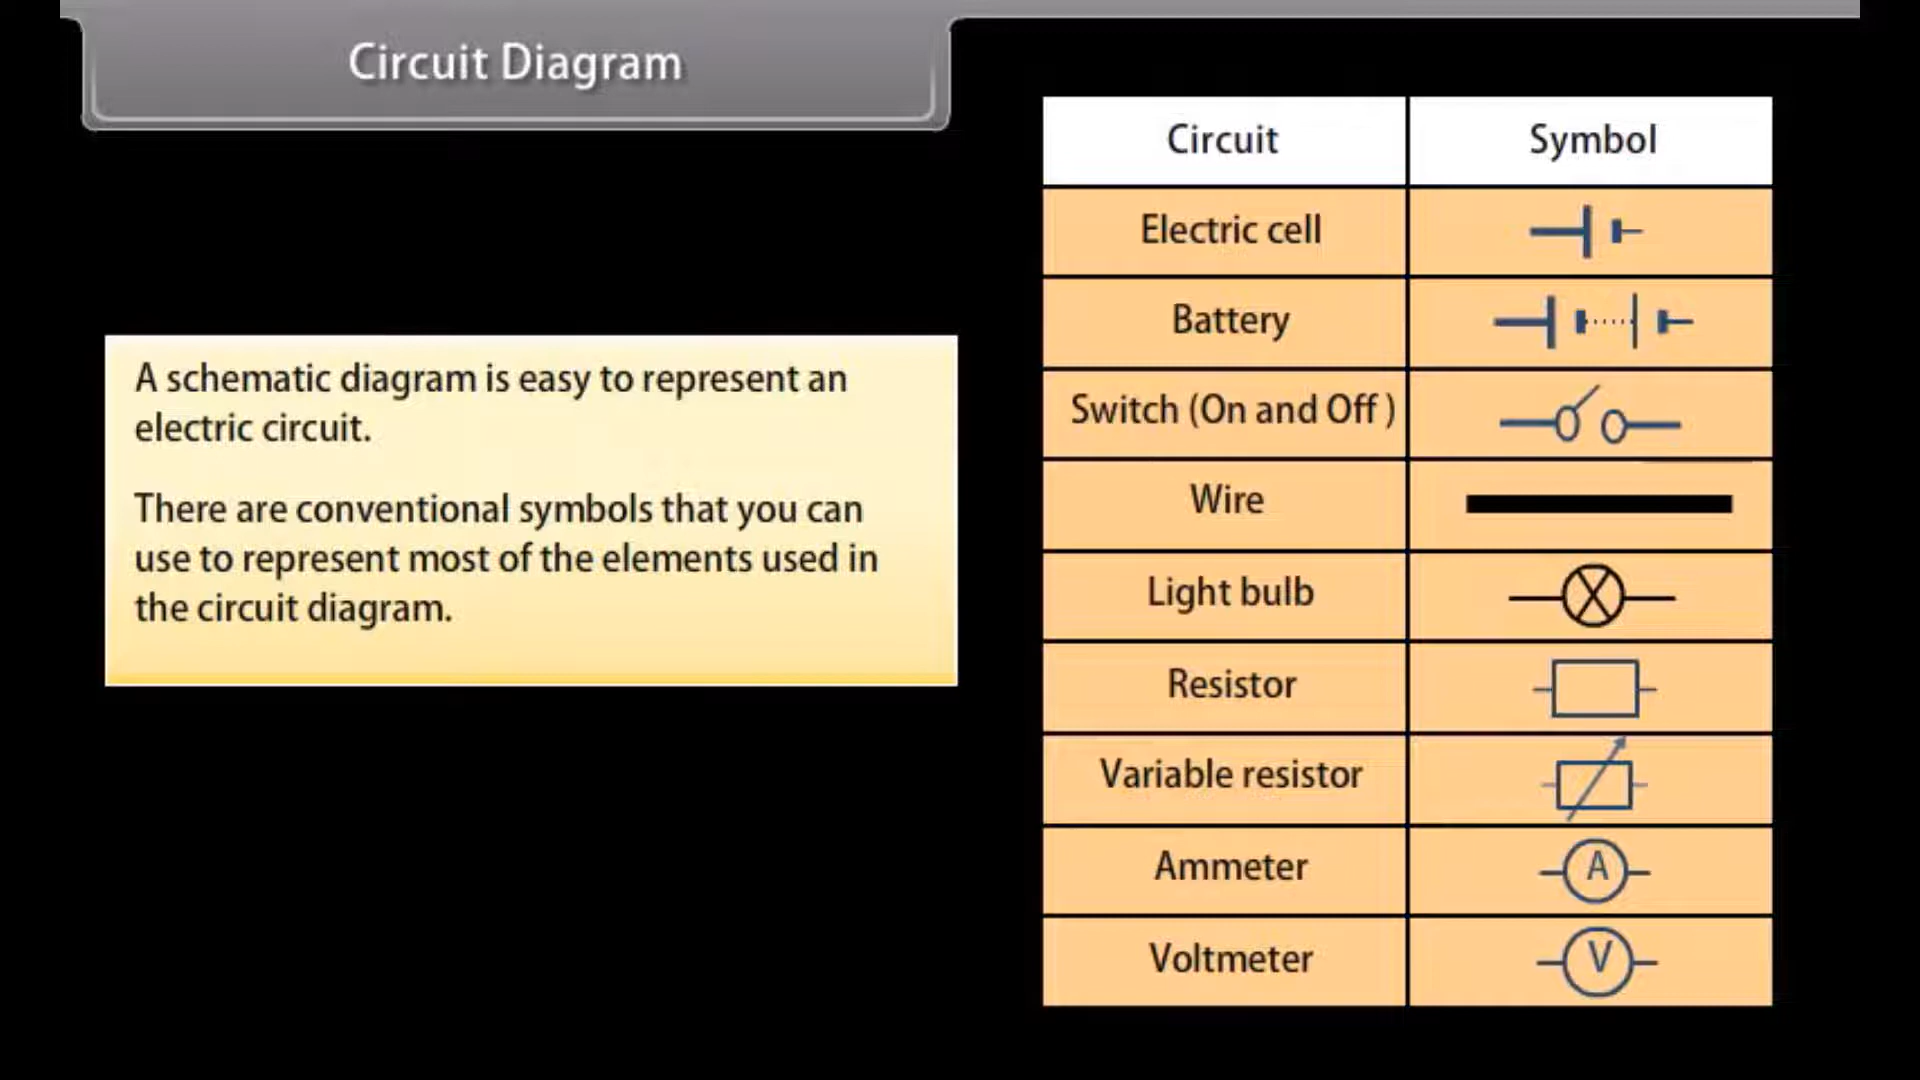 Circuit Diagram
A schematic diagram is easy to represent an
electric circuit.
There are conventional symbols that you can
use to represent most of the elements used in
the circuit diagram.
Circuit Symbol
Electric cell
Battery
Switch (On and Off )
Wire
Light bulb
Resistor
Variable resistor
Ammeter A
Voltmeter V